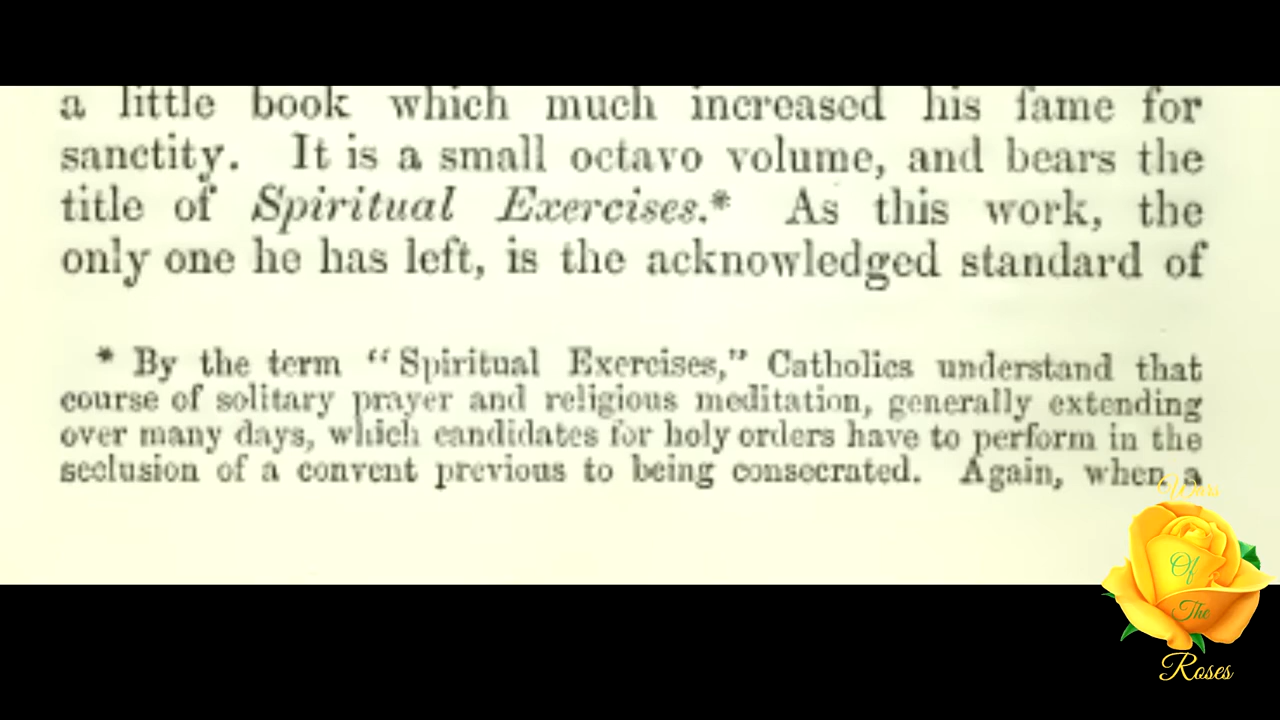 a little book which much increased his fame for
sanctity. It is a small octavo volume, and bears the
title of Spiritual Exercises.* As this work, the
only one he has left, is the acknowledged standard of
* By the term “Spiritual Exercises,” Catholics understand that
course of solitary prayer and religious meditation, generally extending
over many days, which candidates for holy orders have to perform in the
seclusion of a convent previous to being consecrated. Again, when a
Wars
Of
The
Roses